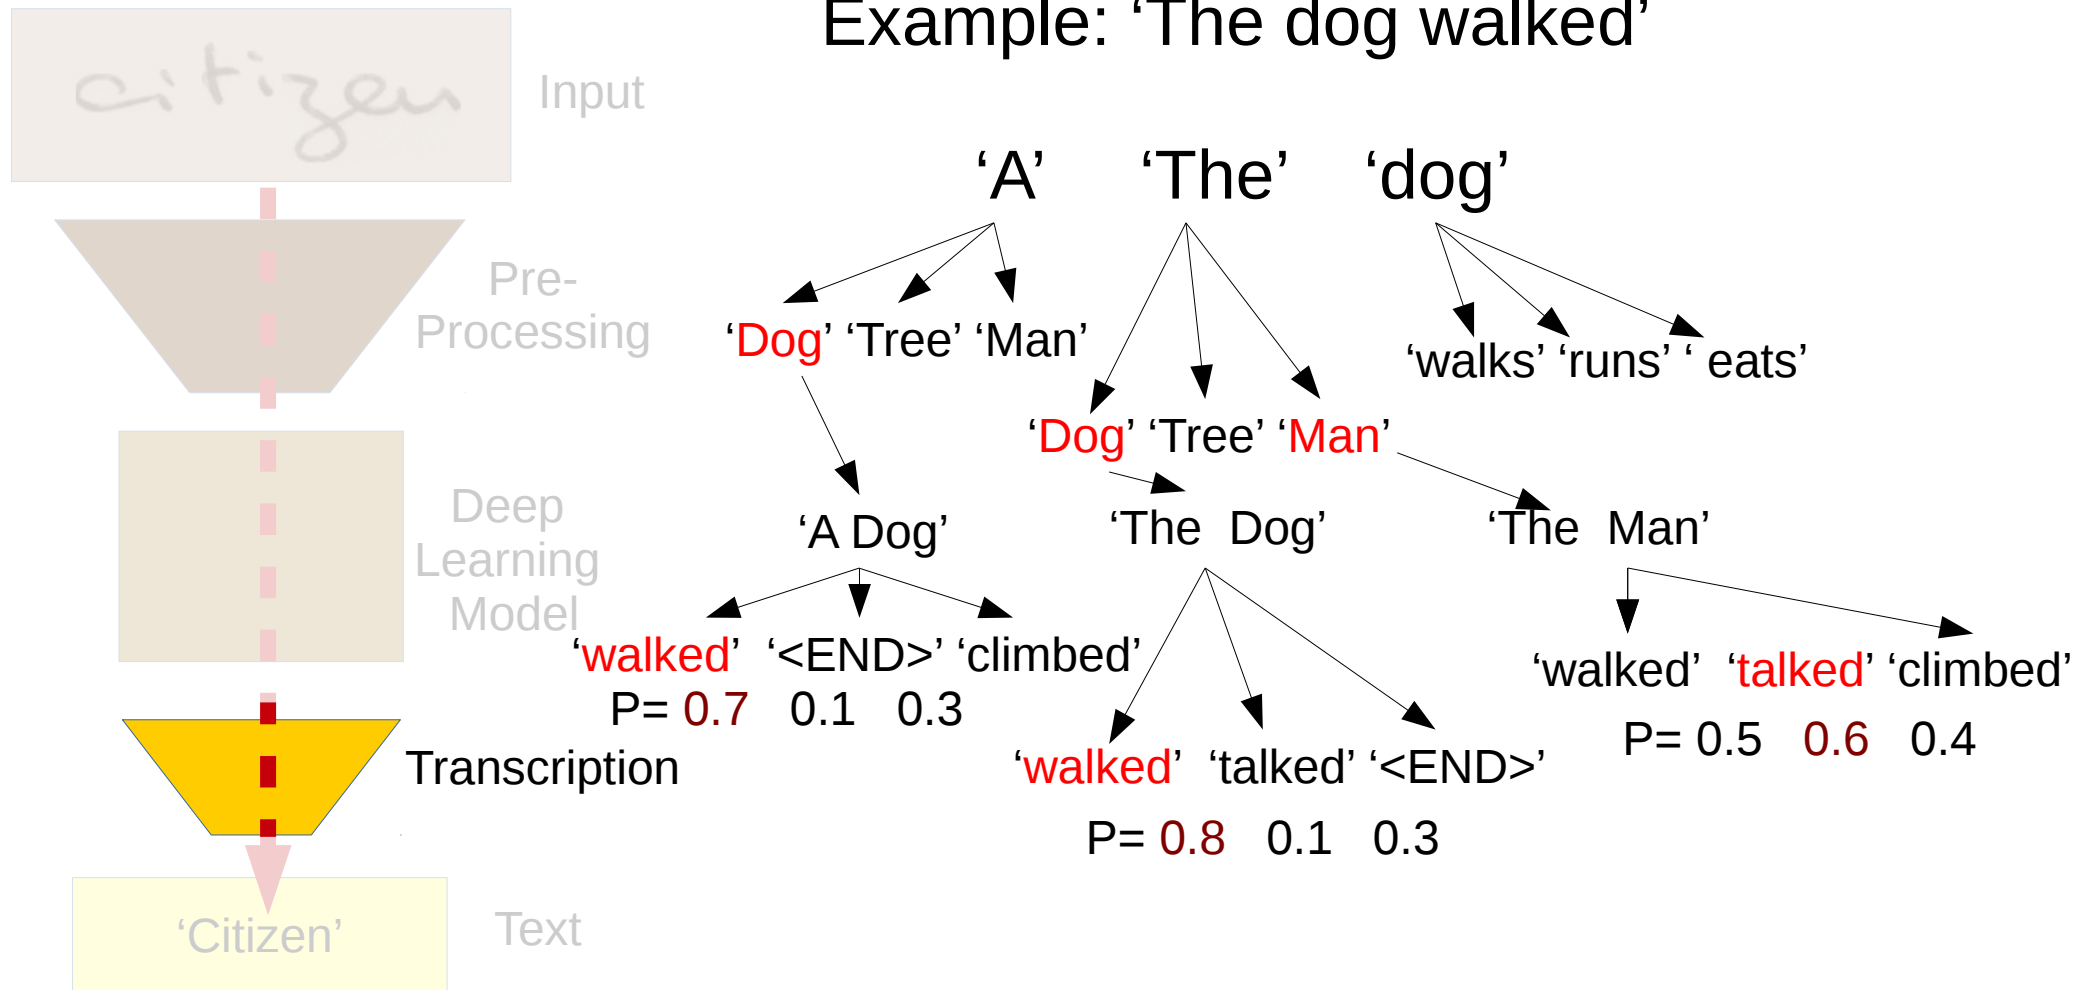 Example: ‘The dog walked’
citizen
Input
‘A’ ‘The’ ‘dog’
Pre-
Processing
‘Dog’ ‘Tree’ ‘Man’
‘walks’ ‘runs’ ‘ eats’
‘Dog’ ‘Tree’ ‘Man’
Deep
Learning
Model
‘A Dog’
‘The Dog’
‘The Man’
‘walked’ ‘<END>’ ‘climbed’
P= 0.7 0.1 0.3
‘walked’ ‘talked’ ‘climbed’
P= 0.5 0.6 0.4
Transcription
‘walked’ ‘talked’ ‘<END>’
P= 0.8 0.1 0.3
‘Citizen’
Text